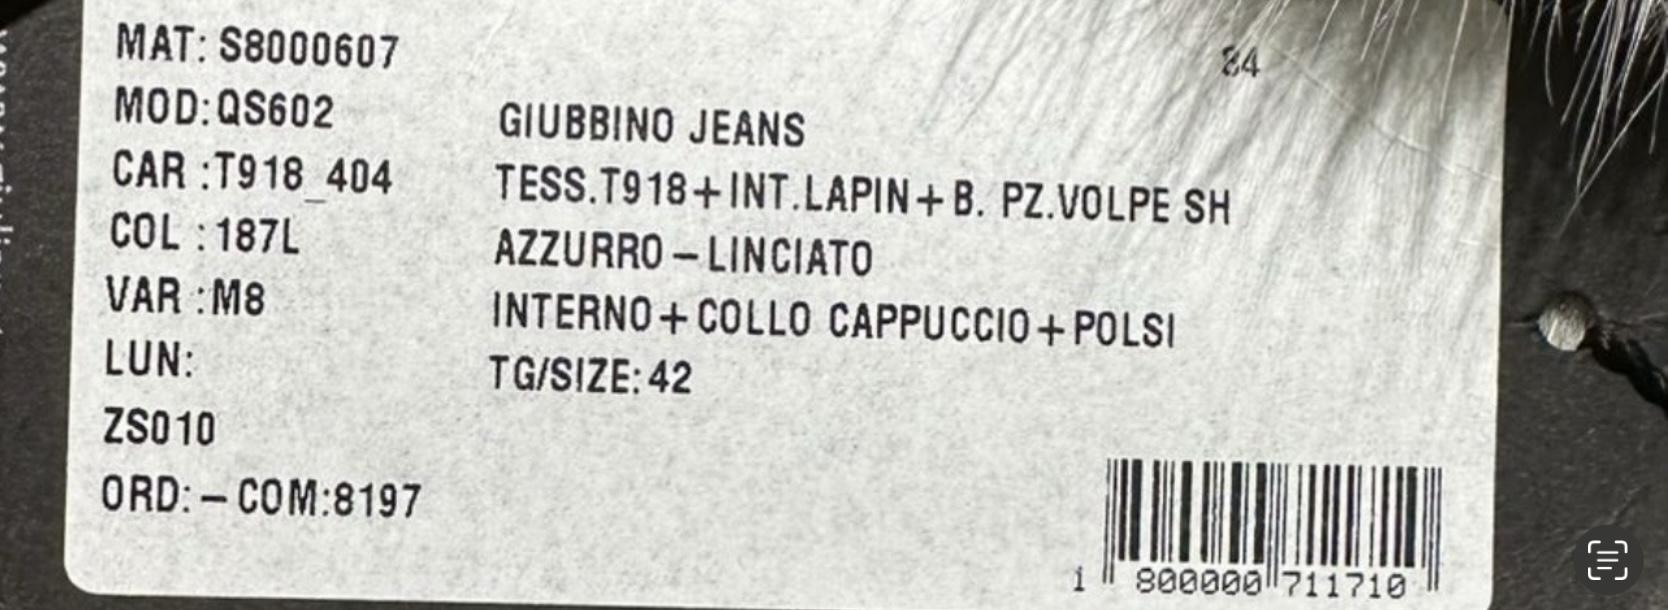 MAT: S8000607
MOD:QS602
CAR :T918_404
COL :187L
VAR :M8
LUN:
ZS010
ORD:– COM:8197
24
GIUBBINO JEANS
TESS.T918+INT.LAPIN+B. PZ.VOLPE SH
AZZURRO – LINCIATO
INTERNO+COLLO CAPPUCCIO+POLSI
TG/SIZE:42
1 800000 711710